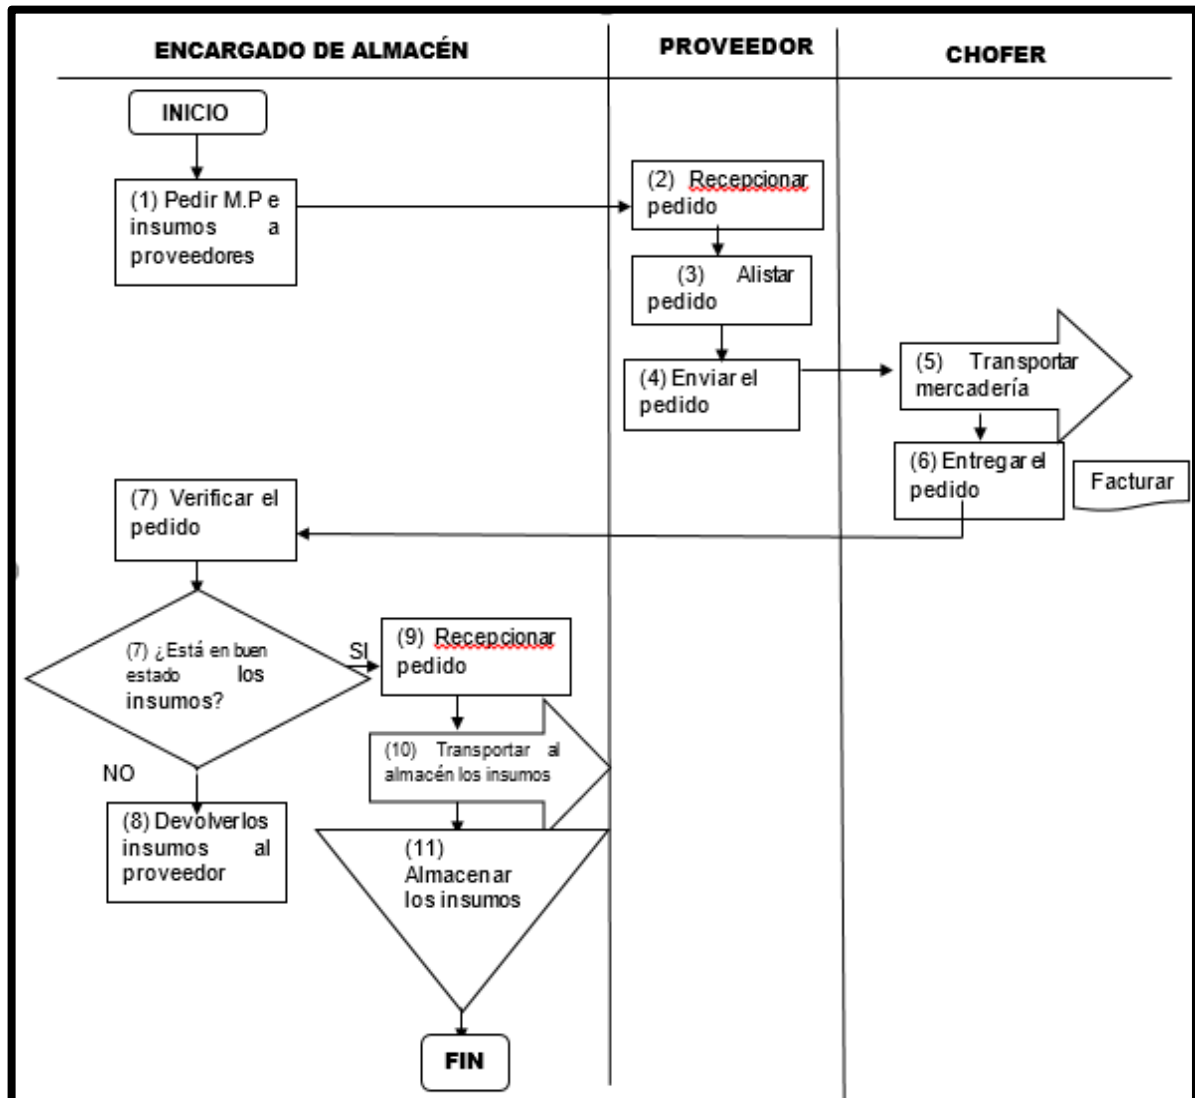 ENCARGADO DE ALMACÉN
PROVEEDOR
CHOFER
INICIO
(1) Pedir M.P e
insumos a
proveedores
(2) Recepcionar
pedido
(3) Alistar
pedido
(4) Enviar el
pedido
(5) Transportar
mercadería
(6) Entregar el
pedido
Facturar
(7) Verificar el
pedido
(7) ¿Está en buen
estado los
insumos?
SI
NO
(8) Devolver los
insumos al
proveedor
(9) Recepcionar
pedido
(10) Transportar al
almacén los insumos
(11)
Almacenar
los insumos
FIN